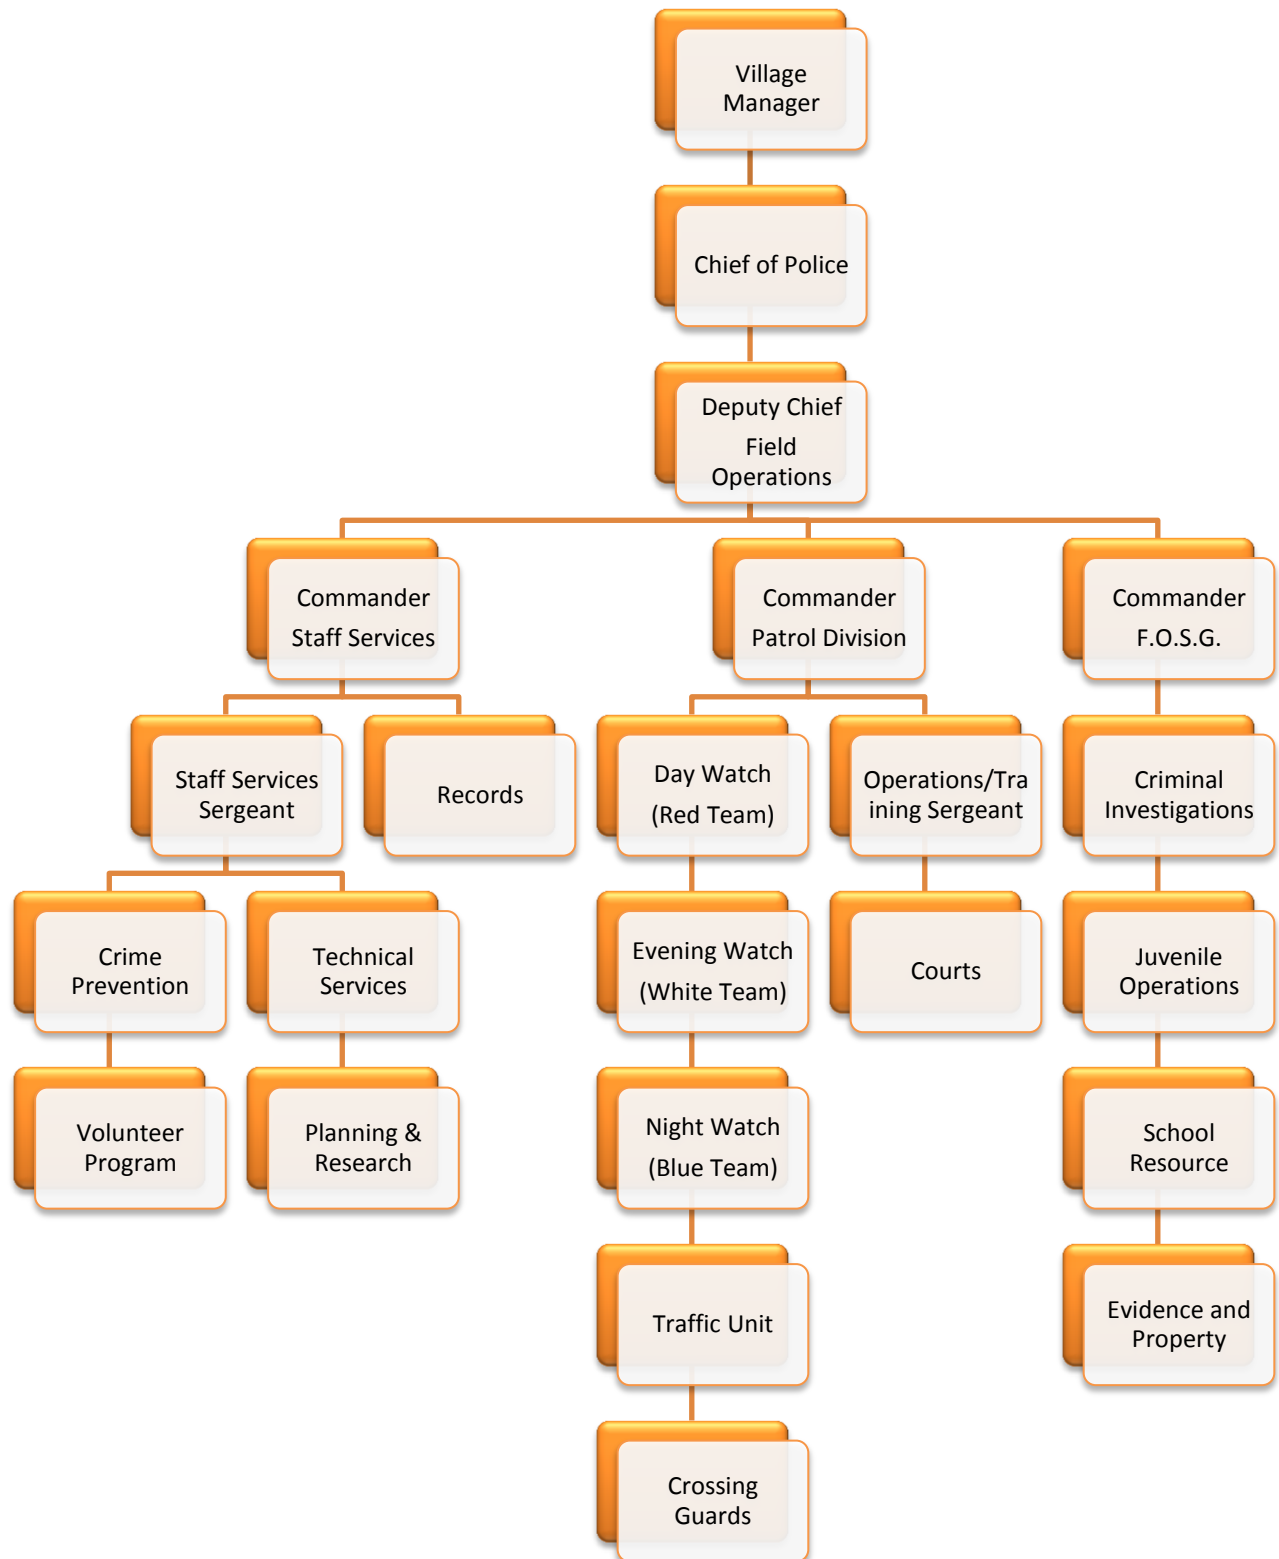 Village
Manager
Chief of Police
Deputy Chief
Field
Operations
Commander
Staff Services
Commander
Patrol Division
Commander
F.O.S.G.
Staff Services
Sergeant
Records
Day Watch
(Red Team)
Operations/Tra
ining Sergeant
Criminal
Investigations
Crime
Prevention
Technical
Services
Evening Watch
(White Team)
Courts
Juvenile
Operations
Volunteer
Program
Planning &
Research
Night Watch
(Blue Team)
School
Resource
Traffic Unit
Evidence and
Property
Crossing
Guards